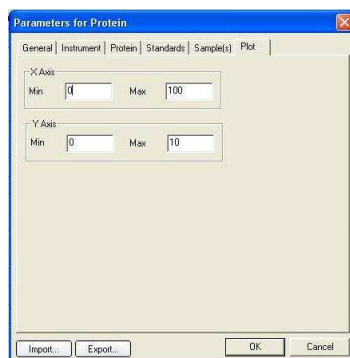 Parameters for Protein
General Instrument Protein Standards Sample(s) Plot
X Axis
Min 0 Max 100
Y Axis
Min 0 Max 10
Import... Export... OK Cancel